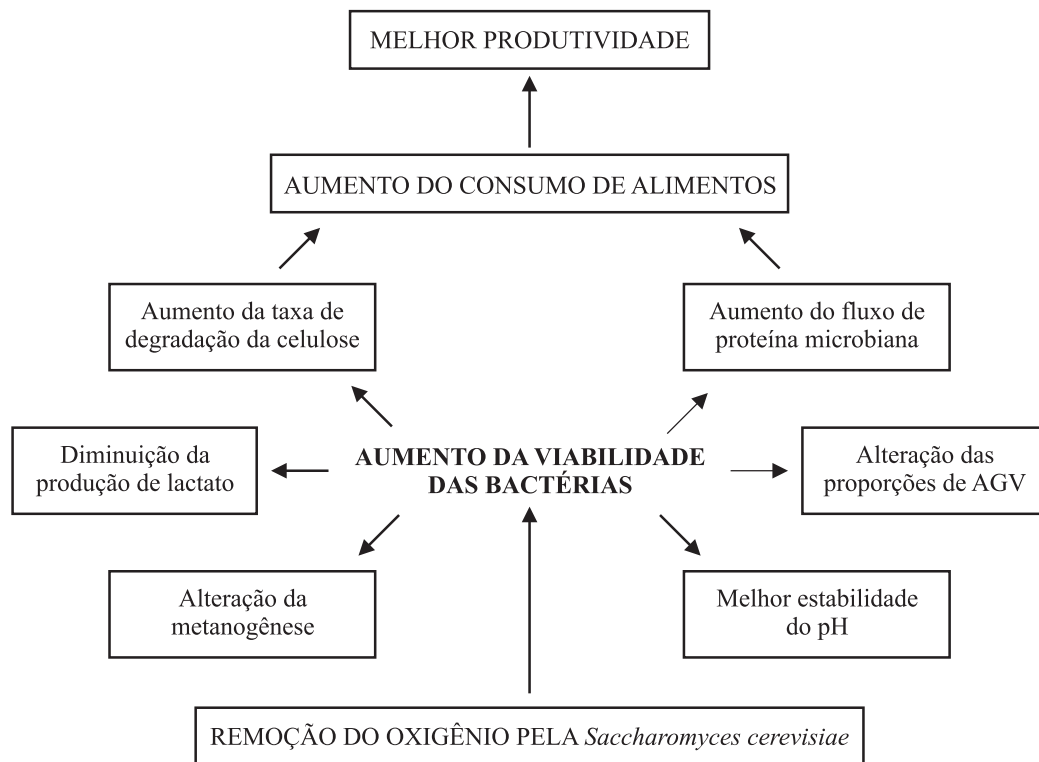 MELHOR PRODUTIVIDADE
AUMENTO DO CONSUMO DE ALIMENTOS
Aumento da taxa de
degradação da celulose
Aumento do fluxo de
proteína microbiana
Diminuição da
produção de lactato
AUMENTO DA VIABILIDADE
DAS BACTÉRIAS
Alteração das
proporções de AGV
Alteração da
metanogênese
Melhor estabilidade
do pH
REMOÇÃO DO OXIGÊNIO PELA Saccharomyces cerevisiae